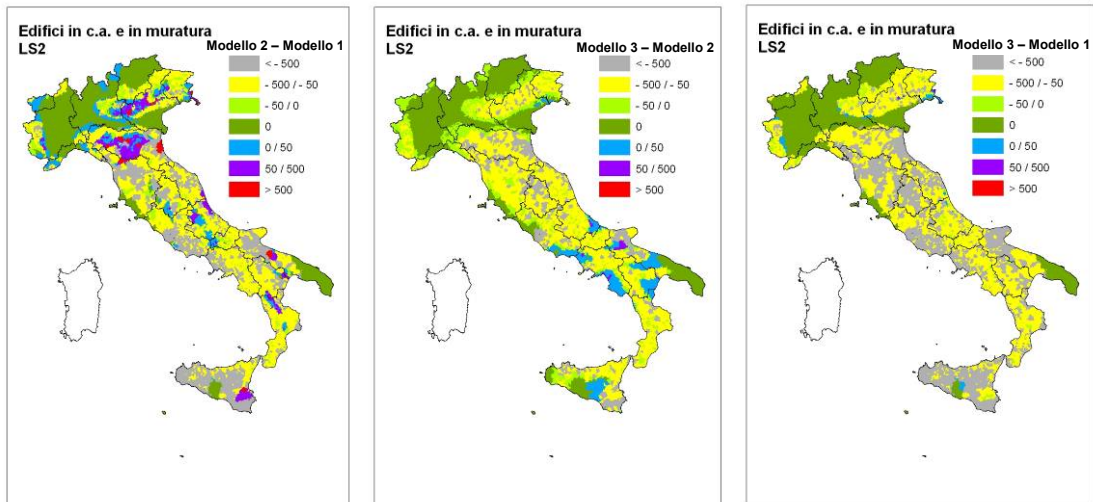 Edifici in c.a. e in muratura
LS2 Modello 2 – Modello 1
< - 500
- 500 / - 50
- 50 / 0
0
0 / 50
50 / 500
> 500
Edifici in c.a. e in muratura
LS2 Modello 3 – Modello 2
< - 500
- 500 / - 50
- 50 / 0
0
0 / 50
50 / 500
> 500
Edifici in c.a. e in muratura
LS2 Modello 3 – Modello 1
< - 500
- 500 / - 50
- 50 / 0
0
0 / 50
50 / 500
> 500